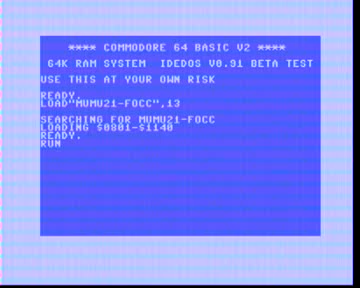 **** COMMODORE 64 BASIC V2 ****
64K RAM SYSTEM IDEDOS V0.91 BETA TEST
USE THIS AT YOUR OWN RISK
READY.
LOAD"MUMU21-FOCC",13
SEARCHING FOR MUMU21-FOCC
LOADING $0801-$1140
READY.
RUN